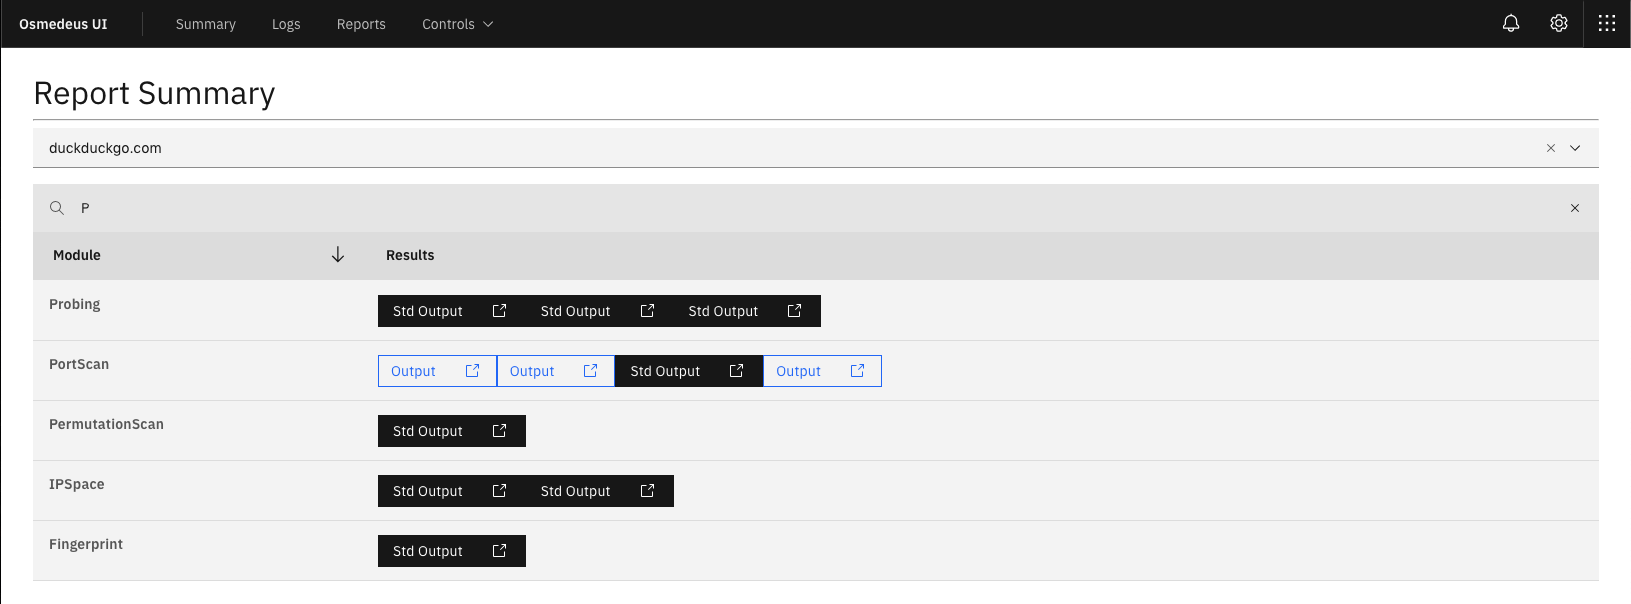 Osmedeus UI Summary Logs Reports Controls
Report Summary
duckduckgo.com
P
Module Results
Probing Std Output Std Output Std Output
PortScan Output Output Std Output Output
PermutationScan Std Output
IPSpace Std Output Std Output
Fingerprint Std Output